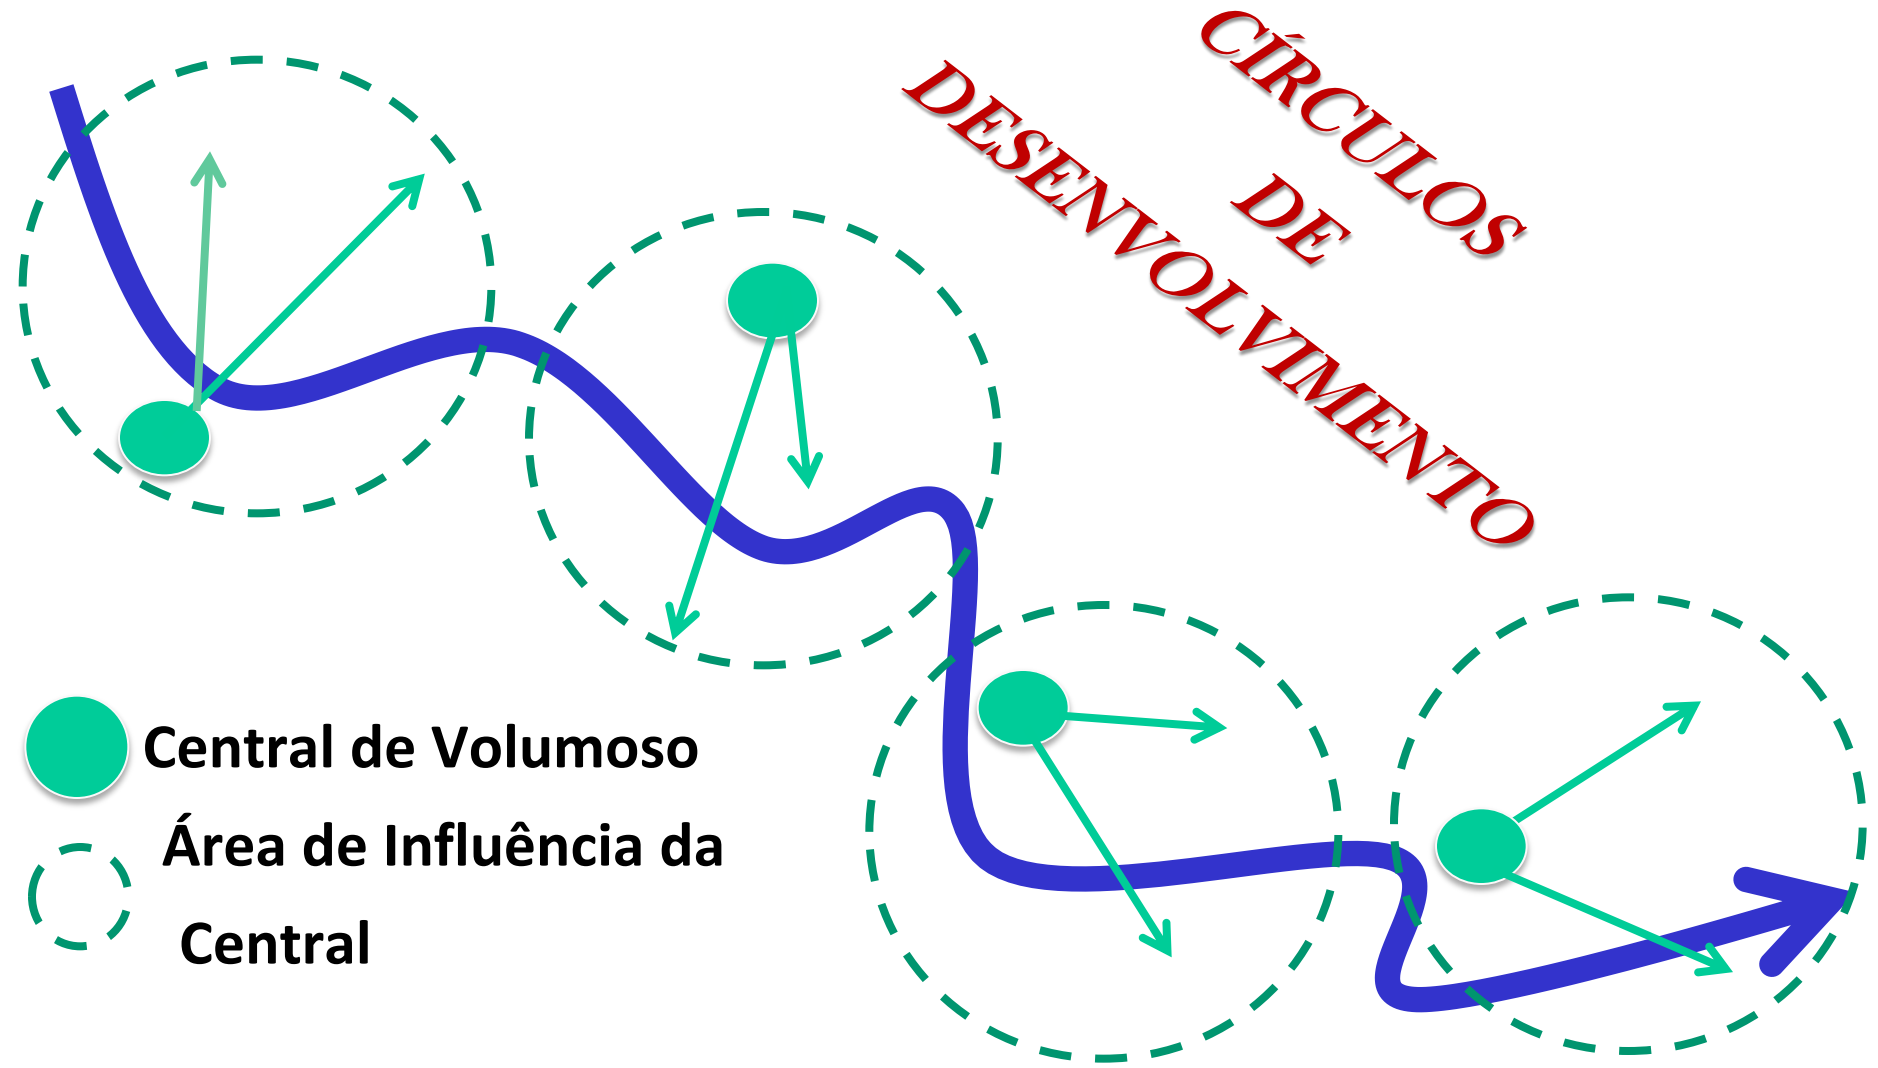 CÍRCULOS
DE
DESENVOLVIMENTO
Central de Volumoso
Área de Influência da
Central